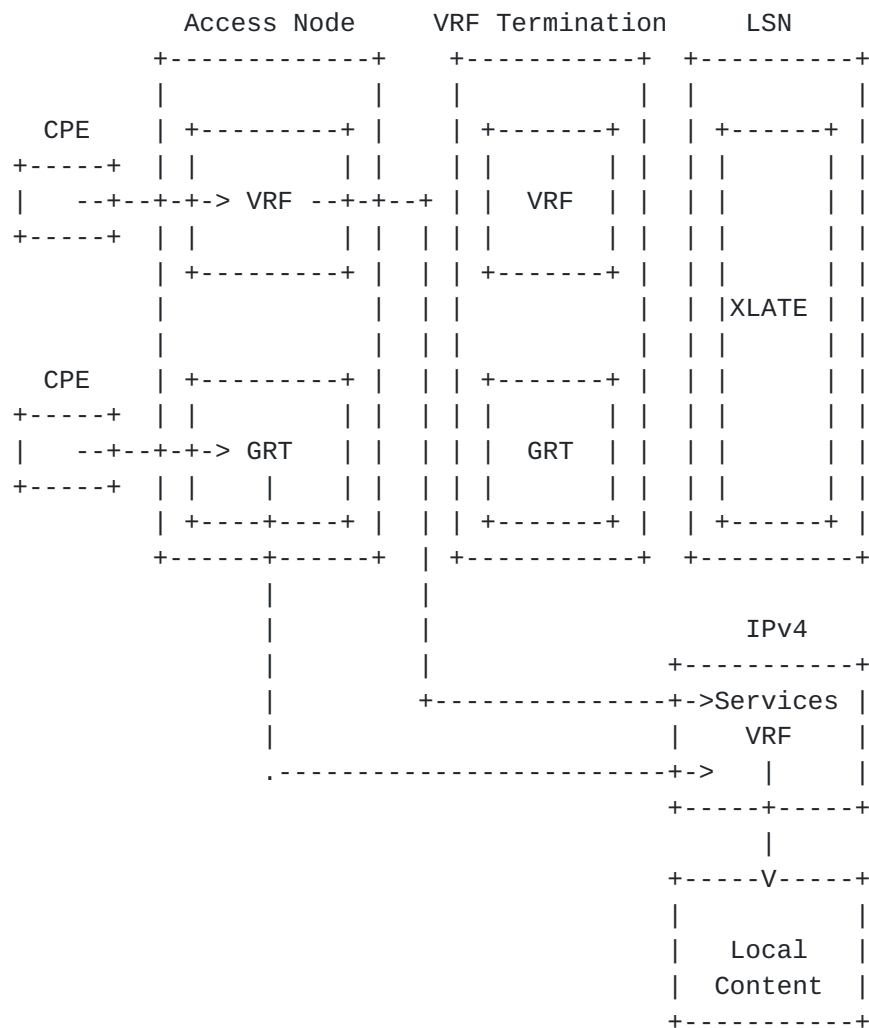 Access Node VRF Termination LSN
CPE
VRF VRF
XLATE
CPE
GRT GRT
IPv4
Services
VRF
V
Local
Content